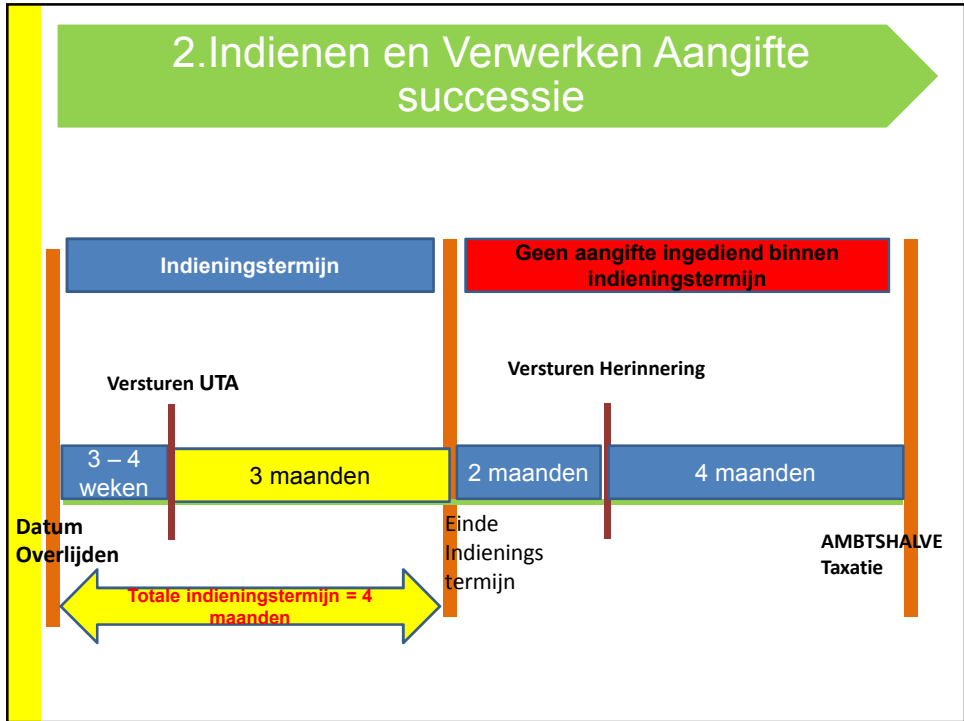 2.Indienen en Verwerken Aangifte
successie
Indieningstermijn
Geen aangifte ingediend binnen
indieningstermijn
Versturen UTA
Versturen Herinnering
3 – 4
weken
3 maanden
2 maanden
4 maanden
Datum
Overlijden
Einde
Indienings
termijn
AMBTSHALVE
Taxatie
Totale indieningstermijn = 4
maanden